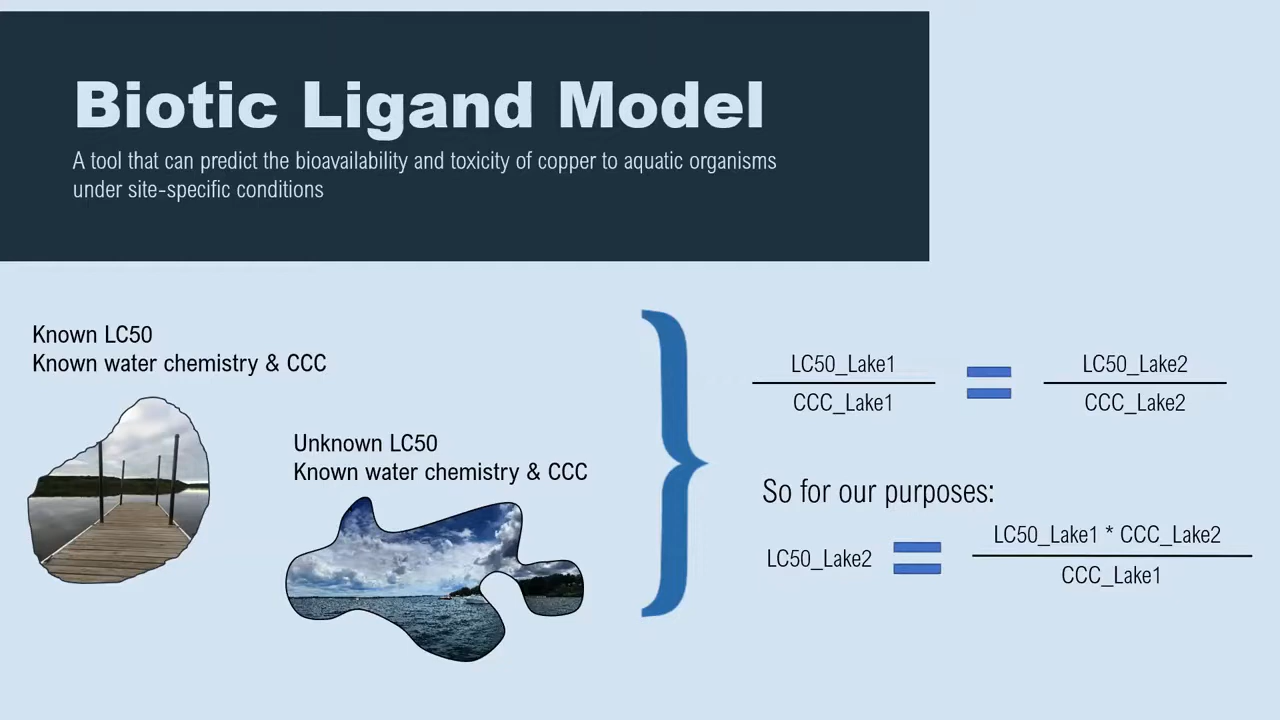 Biotic Ligand Model
A tool that can predict the bioavailability and toxicity of copper to aquatic organisms
under site-specific conditions
Known LC50
Known water chemistry & CCC
Unknown LC50
Known water chemistry & CCC
LC50_Lake1
CCC_Lake1
=
LC50_Lake2
CCC_Lake2
So for our purposes:
LC50_Lake2
=
LC50_Lake1 * CCC_Lake2
CCC_Lake1